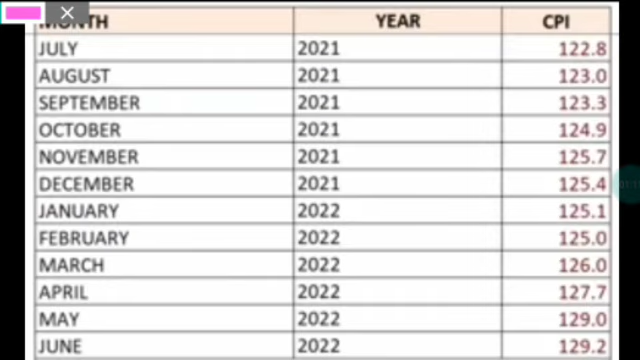 MONTH YEAR CPI
JULY 2021 122.8
AUGUST 2021 123.0
SEPTEMBER 2021 123.3
OCTOBER 2021 124.9
NOVEMBER 2021 125.7
DECEMBER 2021 125.4
JANUARY 2022 125.1
FEBRUARY 2022 125.0
MARCH 2022 126.0
APRIL 2022 127.7
MAY 2022 129.0
JUNE 2022 129.2